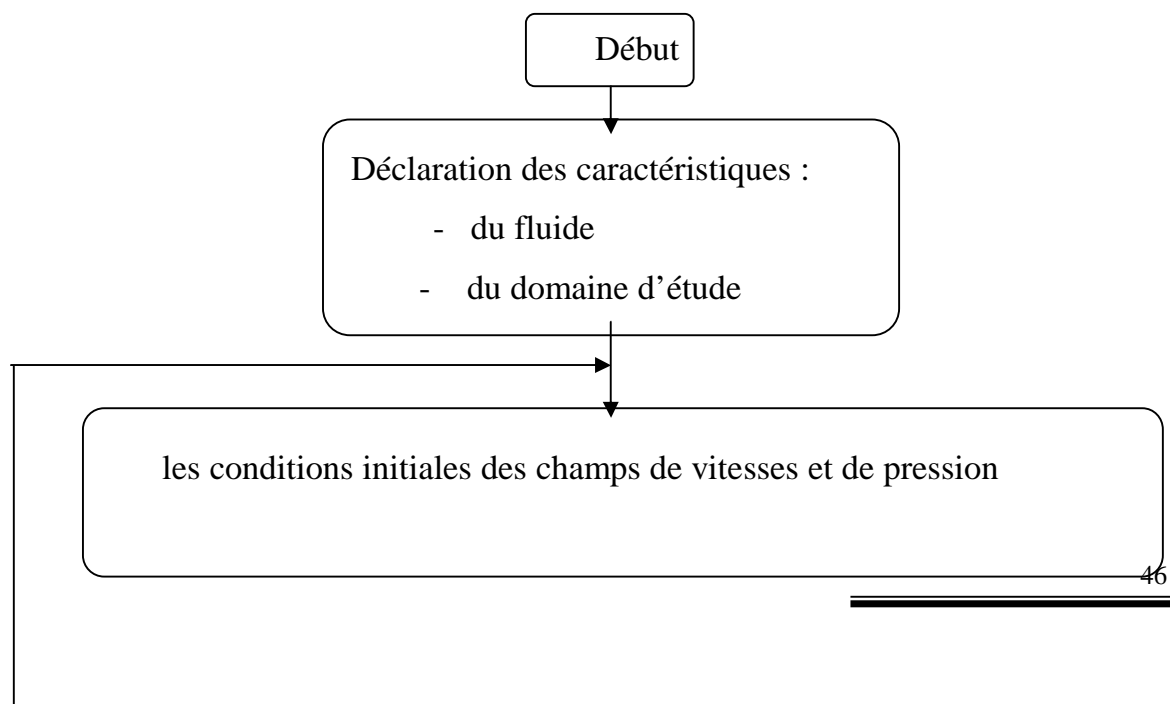 Début
Déclaration des caractéristiques :
- du fluide
- du domaine d’étude
les conditions initiales des champs de vitesses et de pression
46